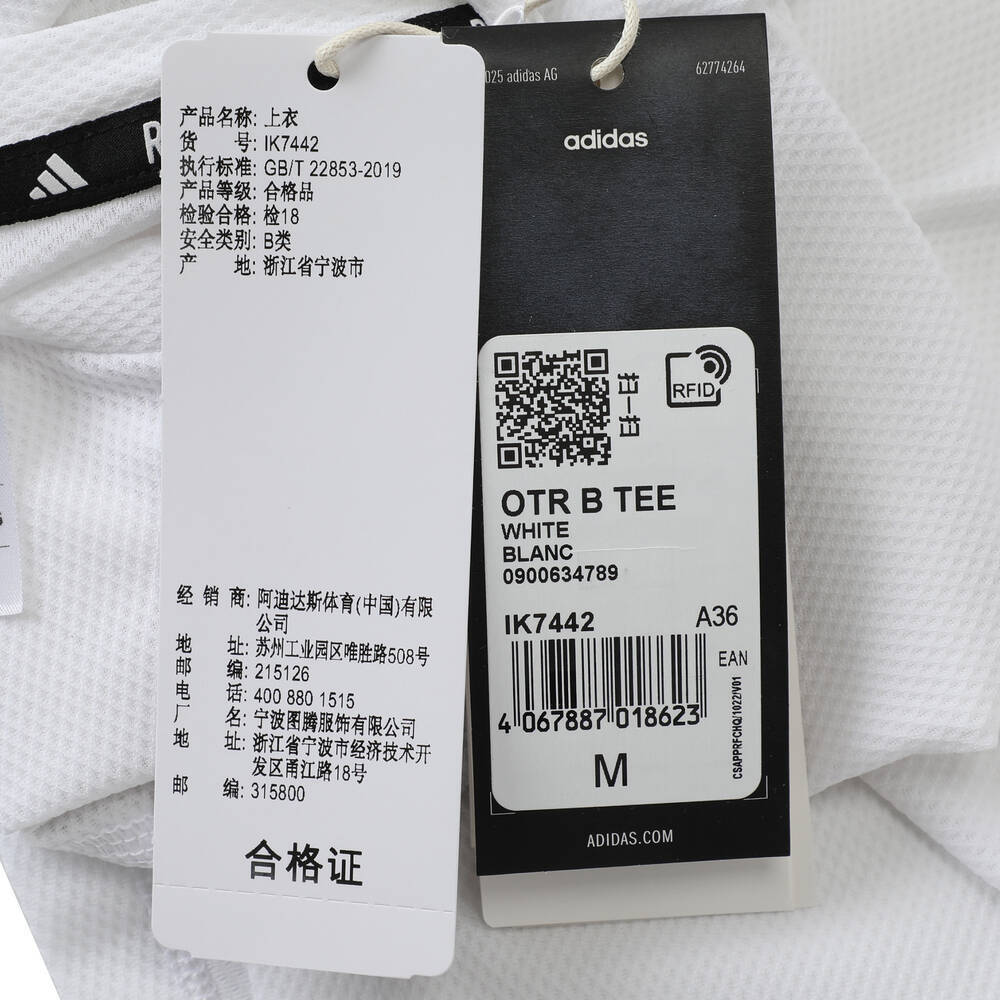 产品名称: 上衣
货 号: IK7442
执行标准: GB/T 22853-2019
产品等级: 合格品
检验合格: 检18
安全类别: B类
产 地: 浙江省宁波市
经 销 商: 阿迪达斯体育(中国)有限
公司
地 址: 苏州工业园区唯胜路508号
邮 编: 215126
电 话: 400 880 1515
厂 名: 宁波图腾服饰有限公司
地 址: 浙江省宁波市经济技术开
发区甬江路18号
邮 编: 315800
合格证
025 adidas AG
62774264
adidas
扫一扫
RFID
OTR B TEE
WHITE
BLANC
0900634789
IK7442
A36
EAN
4 067887 018623
CSAPPRFCHQ/1022/V01
M
ADIDAS.COM